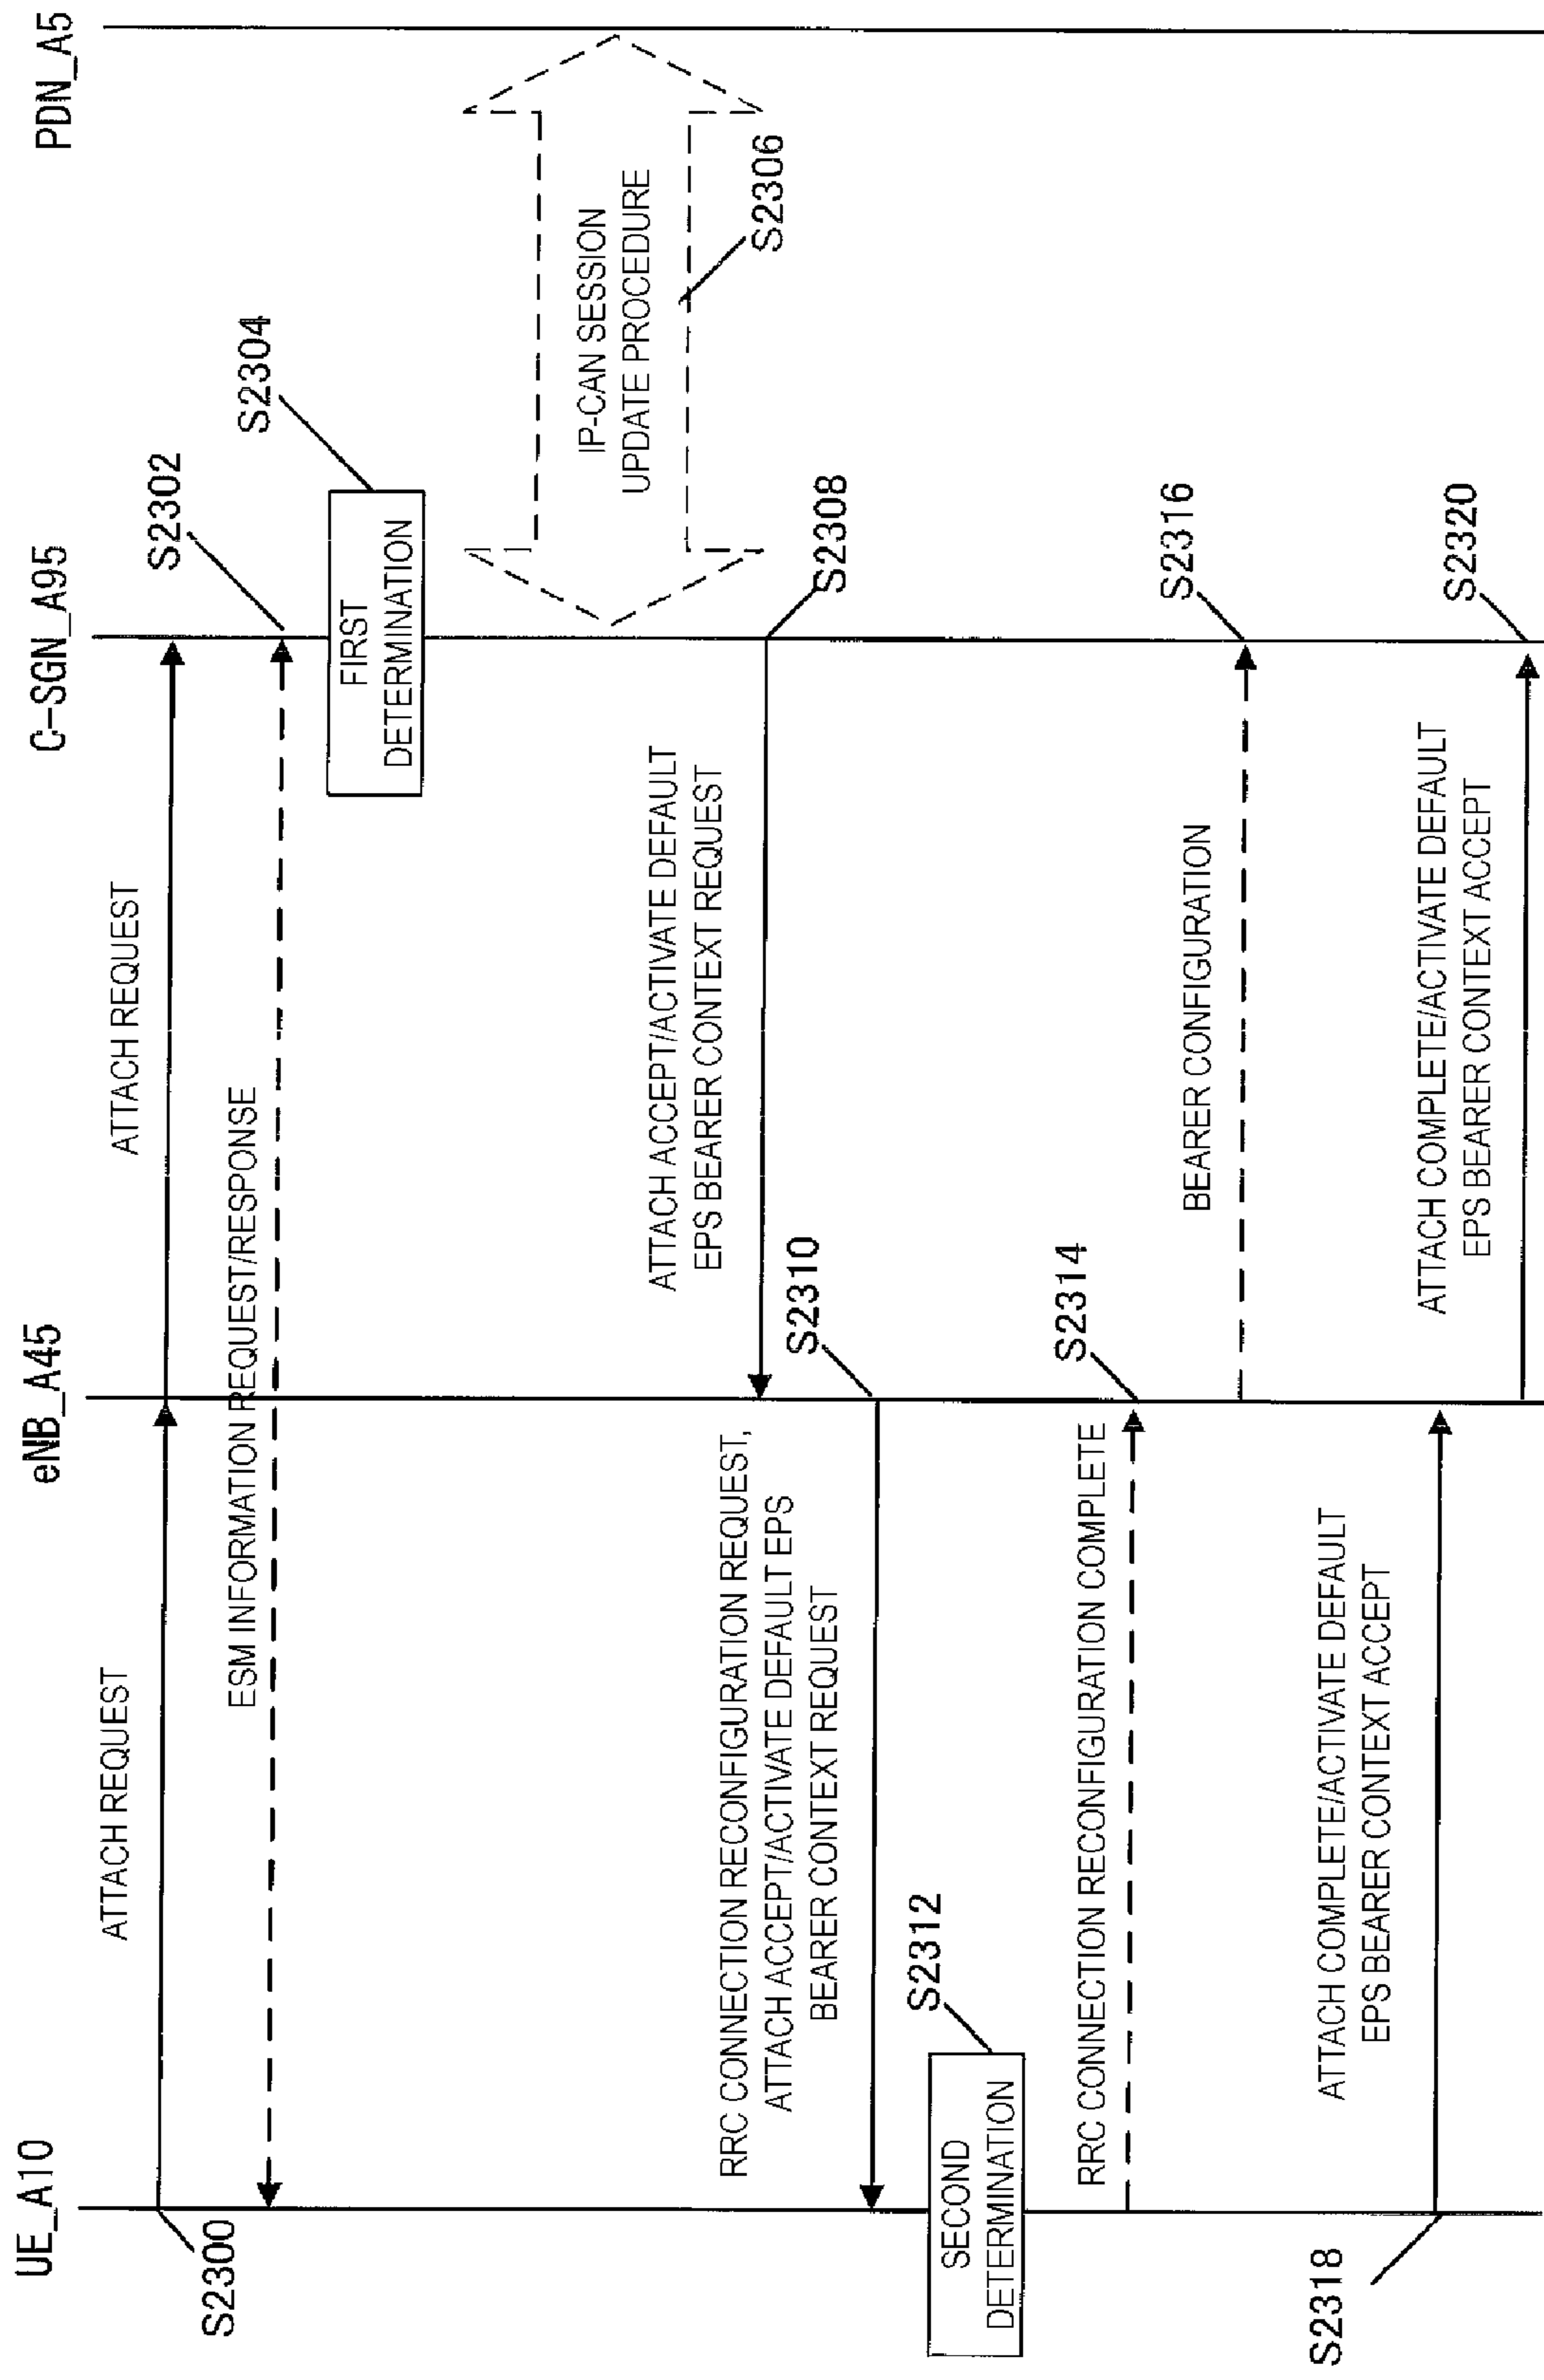 UE_A10
eNB_A45
C-SGN_A95
PDN_A5
ATTACH REQUEST
ATTACH REQUEST
S2300
ESM INFORMATION REQUEST/RESPONSE
S2302
FIRST
DETERMINATION
S2304
IP-CAN SESSION
UPDATE PROCEDURE
S2306
ATTACH ACCEPT/ACTIVATE DEFAULT
EPS BEARER CONTEXT REQUEST
S2308
RRC CONNECTION RECONFIGURATION REQUEST,
ATTACH ACCEPT/ACTIVATE DEFAULT EPS
BEARER CONTEXT REQUEST
S2310
SECOND
DETERMINATION
S2312
RRC CONNECTION RECONFIGURATION COMPLETE
S2314
BEARER CONFIGURATION
S2316
ATTACH COMPLETE/ACTIVATE DEFAULT
EPS BEARER CONTEXT ACCEPT
S2318
ATTACH COMPLETE/ACTIVATE DEFAULT
EPS BEARER CONTEXT ACCEPT
S2320